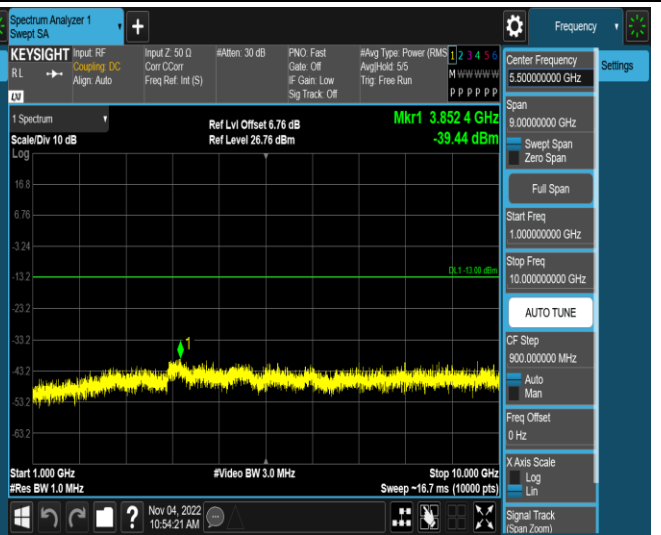 Spectrum Analyzer 1
Swept SA
+
Frequency
KEYSIGHT
RL
LXI
Input: RF
Coupling: DC
Align: Auto
Input Z: 50 Ω
Corr CCorr
Freq Ref: Int (S)
#Atten: 30 dB
PNO: Fast
Gate: Off
IF Gain: Low
Sig Track: Off
#Avg Type: Power (RMS
Avg|Hold: 5/5
Trig: Free Run
1 2 3 4 5 6
M W W W W W
P P P P P P
Center Frequency
5.500000000 GHz
Settings
1 Spectrum
Ref Lvl Offset 6.76 dB
Mkr1 3.852 4 GHz
Scale/Div 10 dB
Ref Level 26.76 dBm
-39.44 dBm
Log
16.8
6.76
-3.24
-13.2
-23.2
-33.2
-43.2
-53.2
-63.2
DL1 -13.00 dBm
1
Start 1.000 GHz
#Video BW 3.0 MHz
Stop 10.000 GHz
#Res BW 1.0 MHz
Sweep ~16.7 ms (10000 pts)
Span
9.00000000 GHz
Swept Span
Zero Span
Full Span
Start Freq
1.000000000 GHz
Stop Freq
10.000000000 GHz
AUTO TUNE
CF Step
900.000000 MHz
Auto
Man
Freq Offset
0 Hz
X Axis Scale
Log
Lin
Signal Track
(Span Zoom)
?
Nov 04, 2022
10:54:21 AM